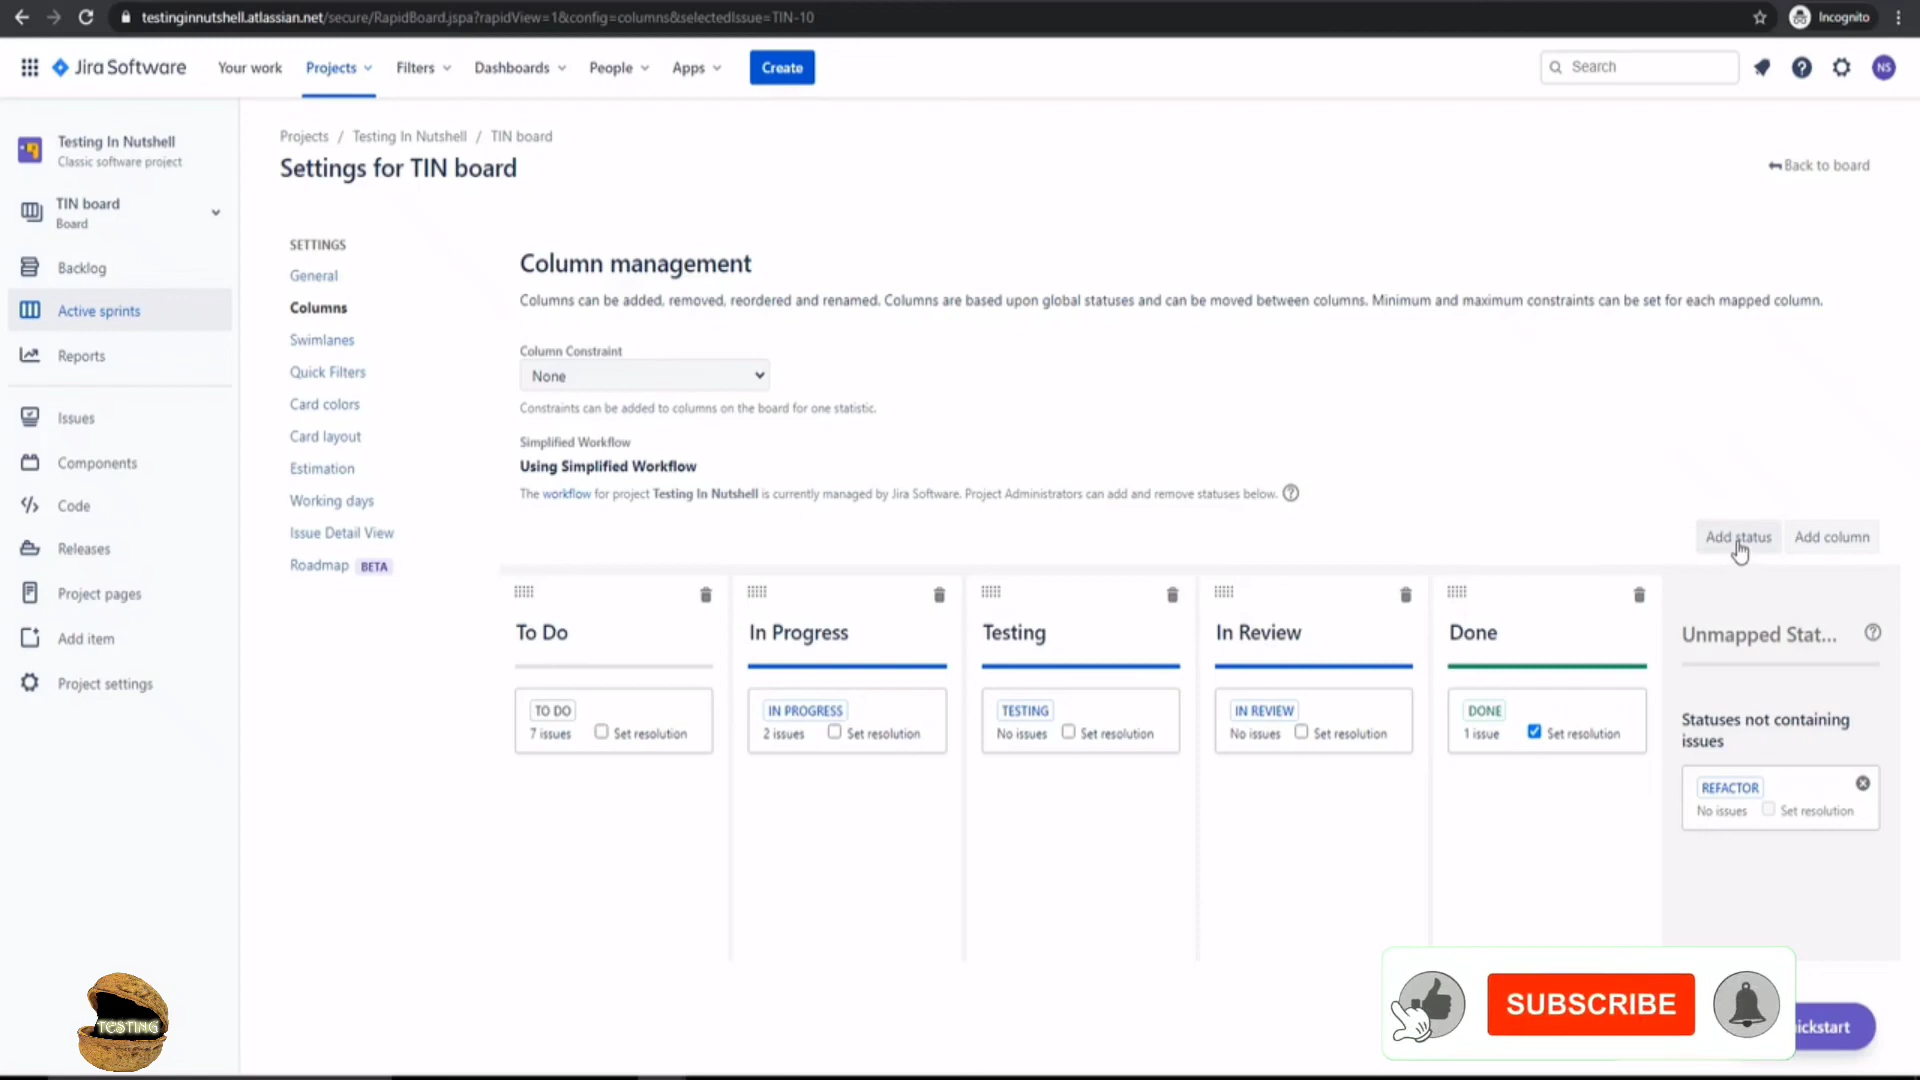 testinginnutshell.atlassian.net/secure/RapidBoard.jspa?rapidView=1&config=columns&selectedIssue=TIN-10
Incognito
Jira Software
Your work
Projects
Filters
Dashboards
People
Apps
Create
Search
NS
Testing In Nutshell
Classic software project
TIN board
Board
Backlog
Active sprints
Reports
Issues
Components
Code
Releases
Project pages
Add item
Project settings
Projects / Testing In Nutshell / TIN board
Settings for TIN board
Back to board
SETTINGS
General
Columns
Swimlanes
Quick Filters
Card colors
Card layout
Estimation
Working days
Issue Detail View
Roadmap BETA
Column management
Columns can be added, removed, reordered and renamed. Columns are based upon global statuses and can be moved between columns. Minimum and maximum constraints can be set for each mapped column.
Column Constraint
None
Constraints can be added to columns on the board for one statistic.
Simplified Workflow
Using Simplified Workflow
The workflow for project Testing In Nutshell is currently managed by Jira Software. Project Administrators can add and remove statuses below.
Add status
Add column
To Do
TO DO
7 issues Set resolution
In Progress
IN PROGRESS
2 issues Set resolution
Testing
TESTING
No issues Set resolution
In Review
IN REVIEW
No issues Set resolution
Done
DONE
1 issue Set resolution
Unmapped Stat...
Statuses not containing
issues
REFACTOR
No issues Set resolution
TESTING
SUBSCRIBE
ickstart